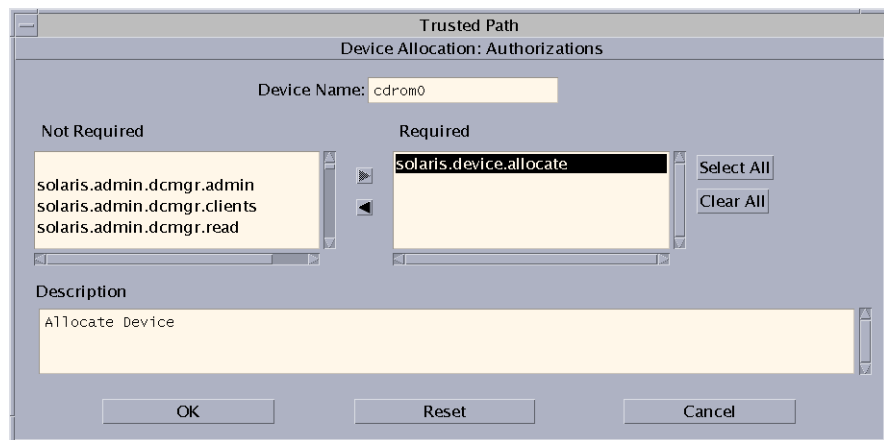 Trusted Path
Device Allocation: Authorizations
Device Name: cdrom0
Not Required
Required
solaris.admin.dcmgr.admin
solaris.admin.dcmgr.clients
solaris.admin.dcmgr.read
solaris.device.allocate
Select All
Clear All
Description
Allocate Device
OK
Reset
Cancel